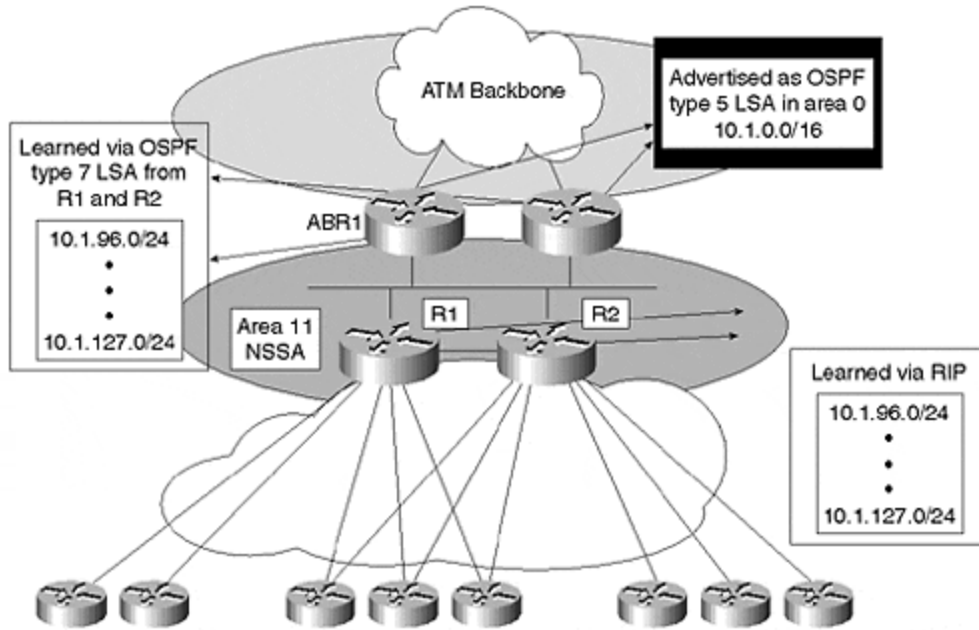 ATM Backbone
Advertised as OSPF
type 5 LSA in area 0
10.1.0.0/16
Learned via OSPF
type 7 LSA from
R1 and R2
10.1.96.0/24
10.1.127.0/24
ABR1
R1
R2
Area 11
NSSA
Learned via RIP
10.1.96.0/24
10.1.127.0/24